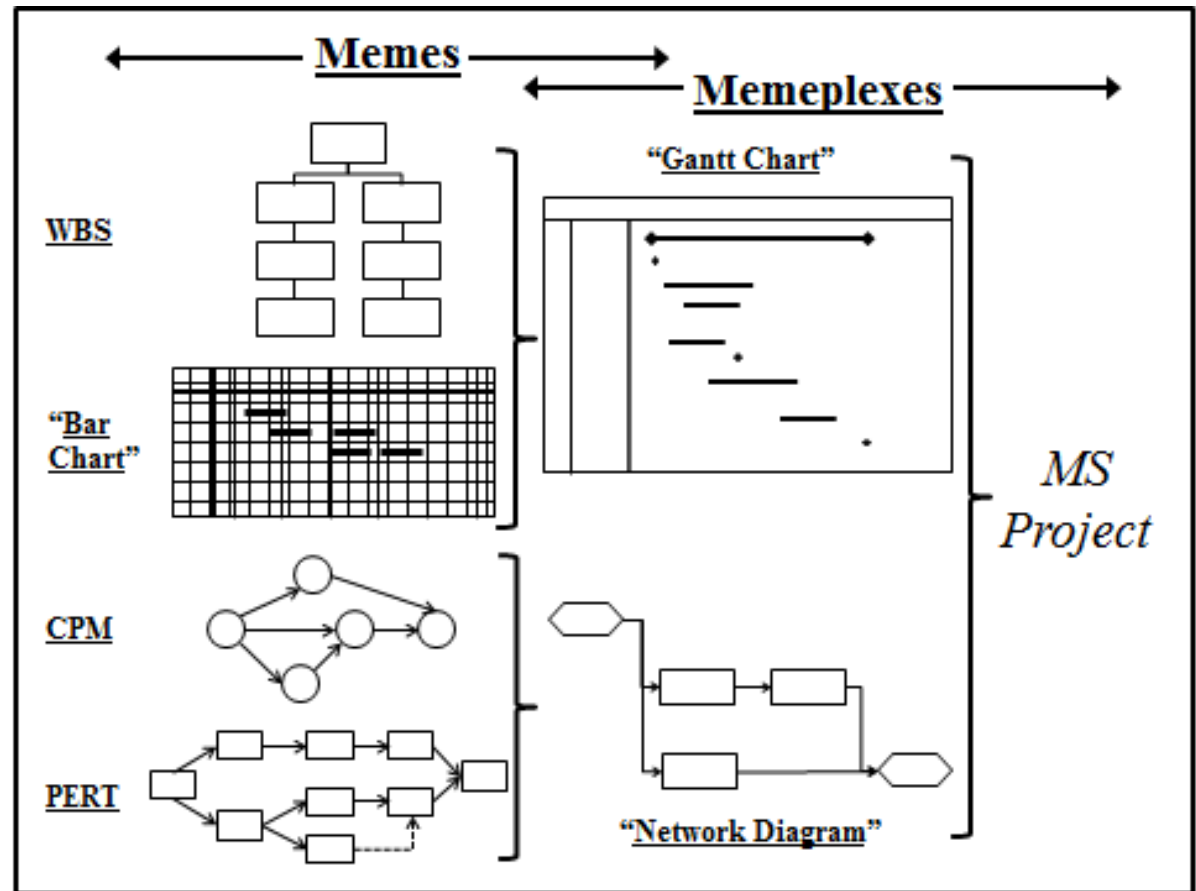 Memes
Memeplexes
WBS
“Bar
Chart”
CPM
PERT
“Gantt Chart”
“Network Diagram”
MS
Project